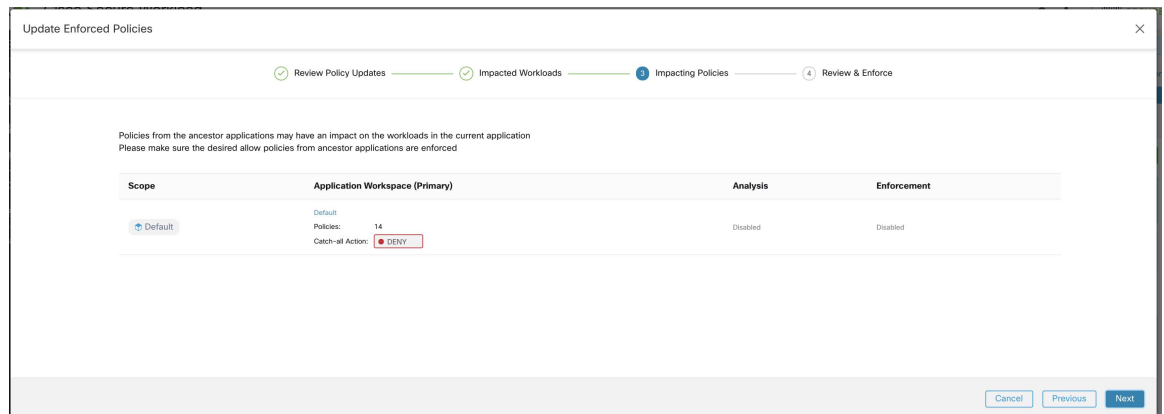 Update Enforced Policies
Review Policy Updates
Impacted Workloads
3 Impacting Policies
4 Review & Enforce
Policies from the ancestor applications may have an impact on the workloads in the current application
Please make sure the desired allow policies from ancestor applications are enforced
Scope Application Workspace (Primary) Analysis Enforcement
Default
Default
Policies: 14
Catch-all Action: DENY
Disabled
Disabled
Cancel Previous Next